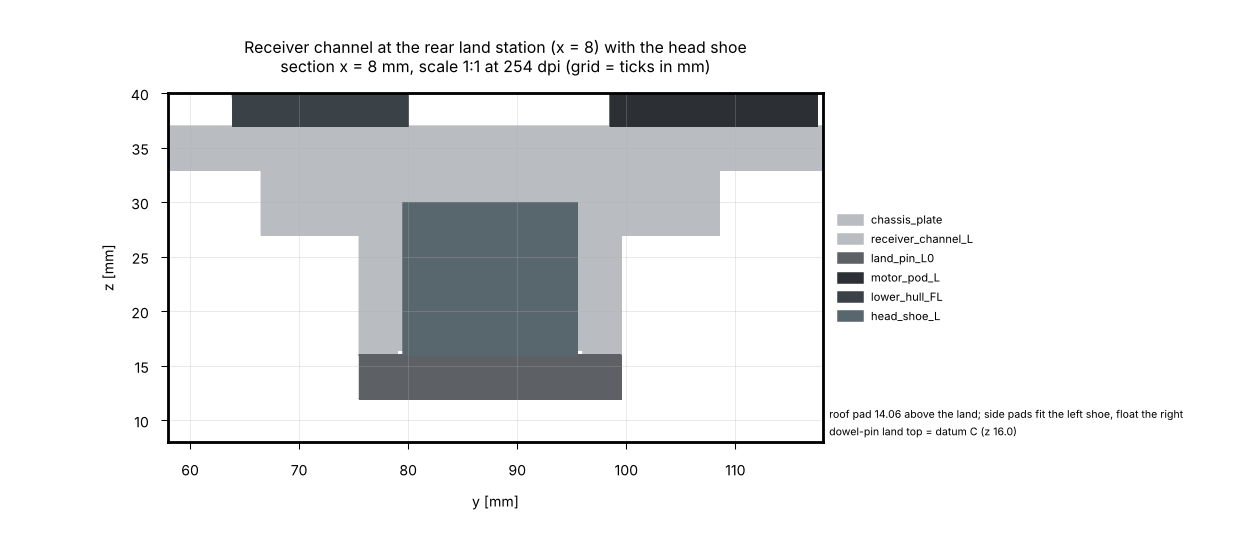 Receiver channel at the rear land station (x = 8) with the head shoe
section x = 8 mm, scale 1:1 at 254 dpi (grid = ticks in mm)
40
35
30
25
20
15
10
z [mm]
60
70
80
90
100
110
y [mm]
chassis_plate
receiver_channel_L
land_pin_L0
motor_pod_L
lower_hull_FL
head_shoe_L
roof pad 14.06 above the land; side pads fit the left shoe, float the right
dowel-pin land top = datum C (z 16.0)